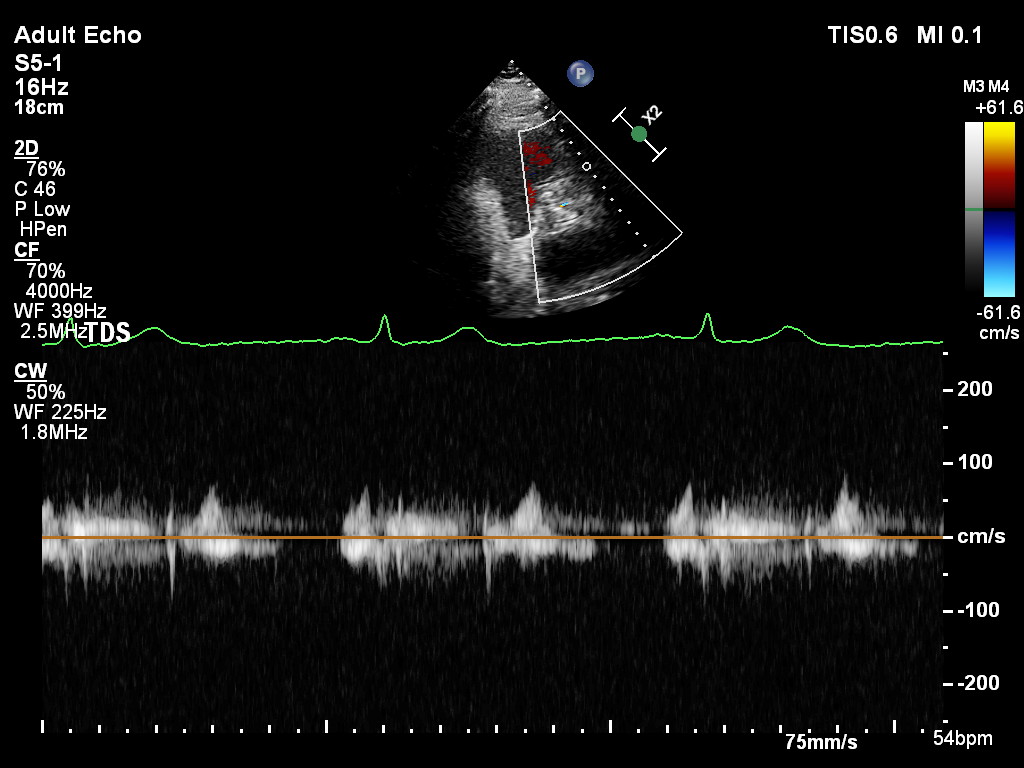 Adult Echo
TIS0.6 MI 0.1
S5-1
16Hz
18cm
2D
76%
C 46
P Low
HPen
CF
70%
4000Hz
WF 399Hz
2.5MHz
TDS
CW
50%
WF 225Hz
1.8MHz
P
X2
M3 M4
+61.6
-61.6
cm/s
200
100
cm/s
-100
-200
75mm/s
54bpm